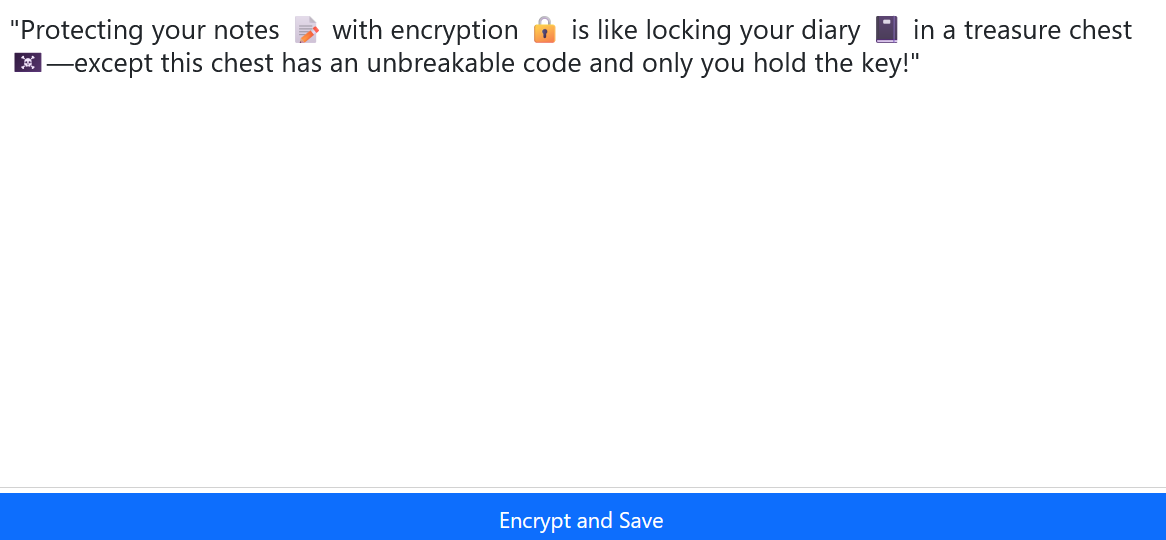 "Protecting your notes 📝 with encryption 🔒 is like locking your diary 📓 in a treasure chest
🏴‍☠️—except this chest has an unbreakable code and only you hold the key!"
Encrypt and Save